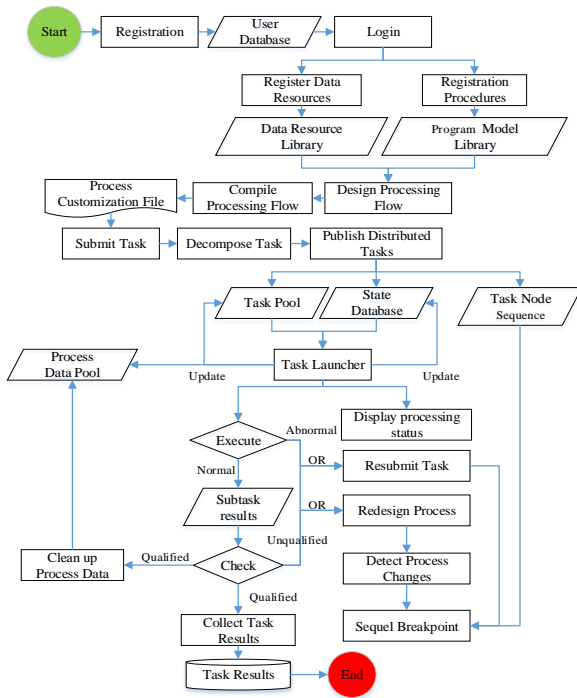 Start
Registration
User
Database
Login
Register Data
Resources
Registration
Procedures
Data Resource
Library
Program Model
Library
Process
Customization File
Compile
Processing Flow
Design Processing
Flow
Submit Task
Decompose Task
Publish Distributed
Tasks
Task Pool
State
Database
Task Node
Sequence
Process
Data Pool
Update
Task Launcher
Update
Display processing
status
Execute
Abnormal
Normal
OR
Resubmit Task
Subtask
results
OR
Redesign Process
Unqualified
Clean up
Process Data
Qualified
Check
Detect Process
Changes
Qualified
Collect Task
Results
Sequel Breakpoint
Task Results
End